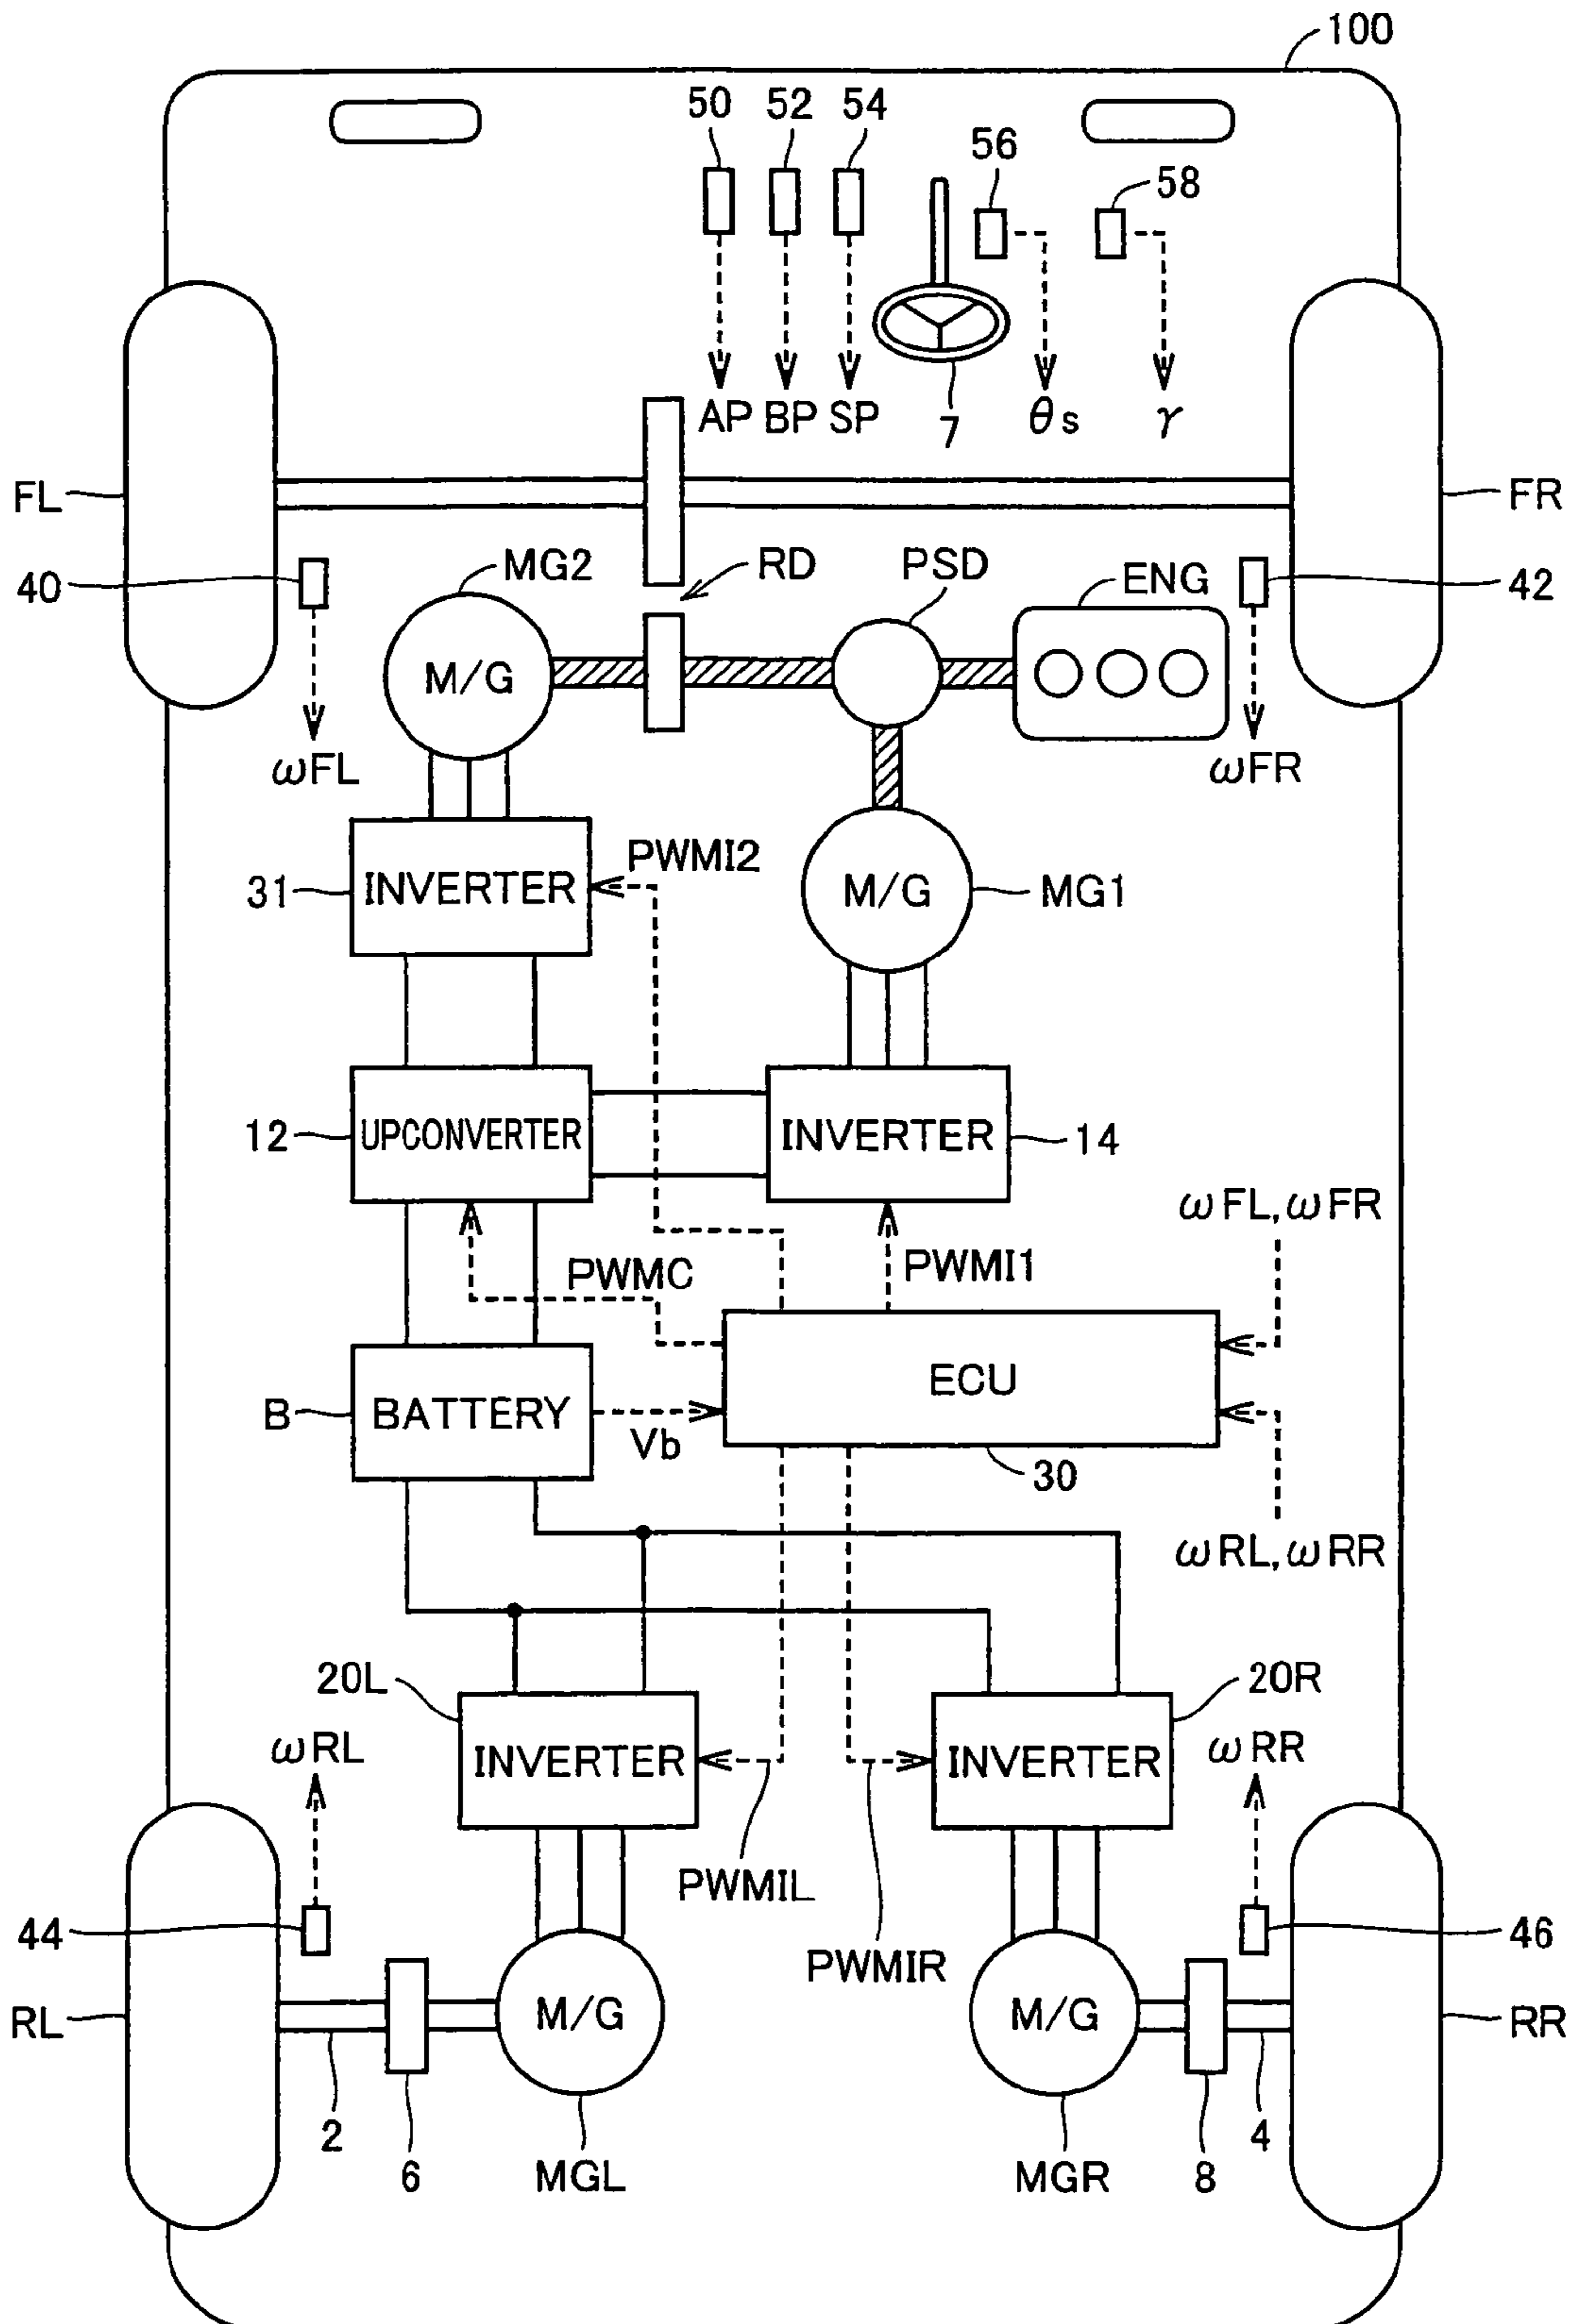 100
50 52 54
56
58
AP BP SP
7
θs
γ
FL
FR
40
MG2
RD
PSD
ENG
42
M/G
ωFL
ωFR
PWMI2
31
INVERTER
M/G
MG1
12
UPCONVERTER
INVERTER
14
ωFL, ωFR
PWMC
PWMI1
ECU
B
BATTERY
Vb
30
ωRL, ωRR
20L
20R
ωRL
INVERTER
INVERTER
ωRR
PWMIL
44
46
PWMIR
RL
M/G
M/G
RR
2
4
6
MGL
MGR
8